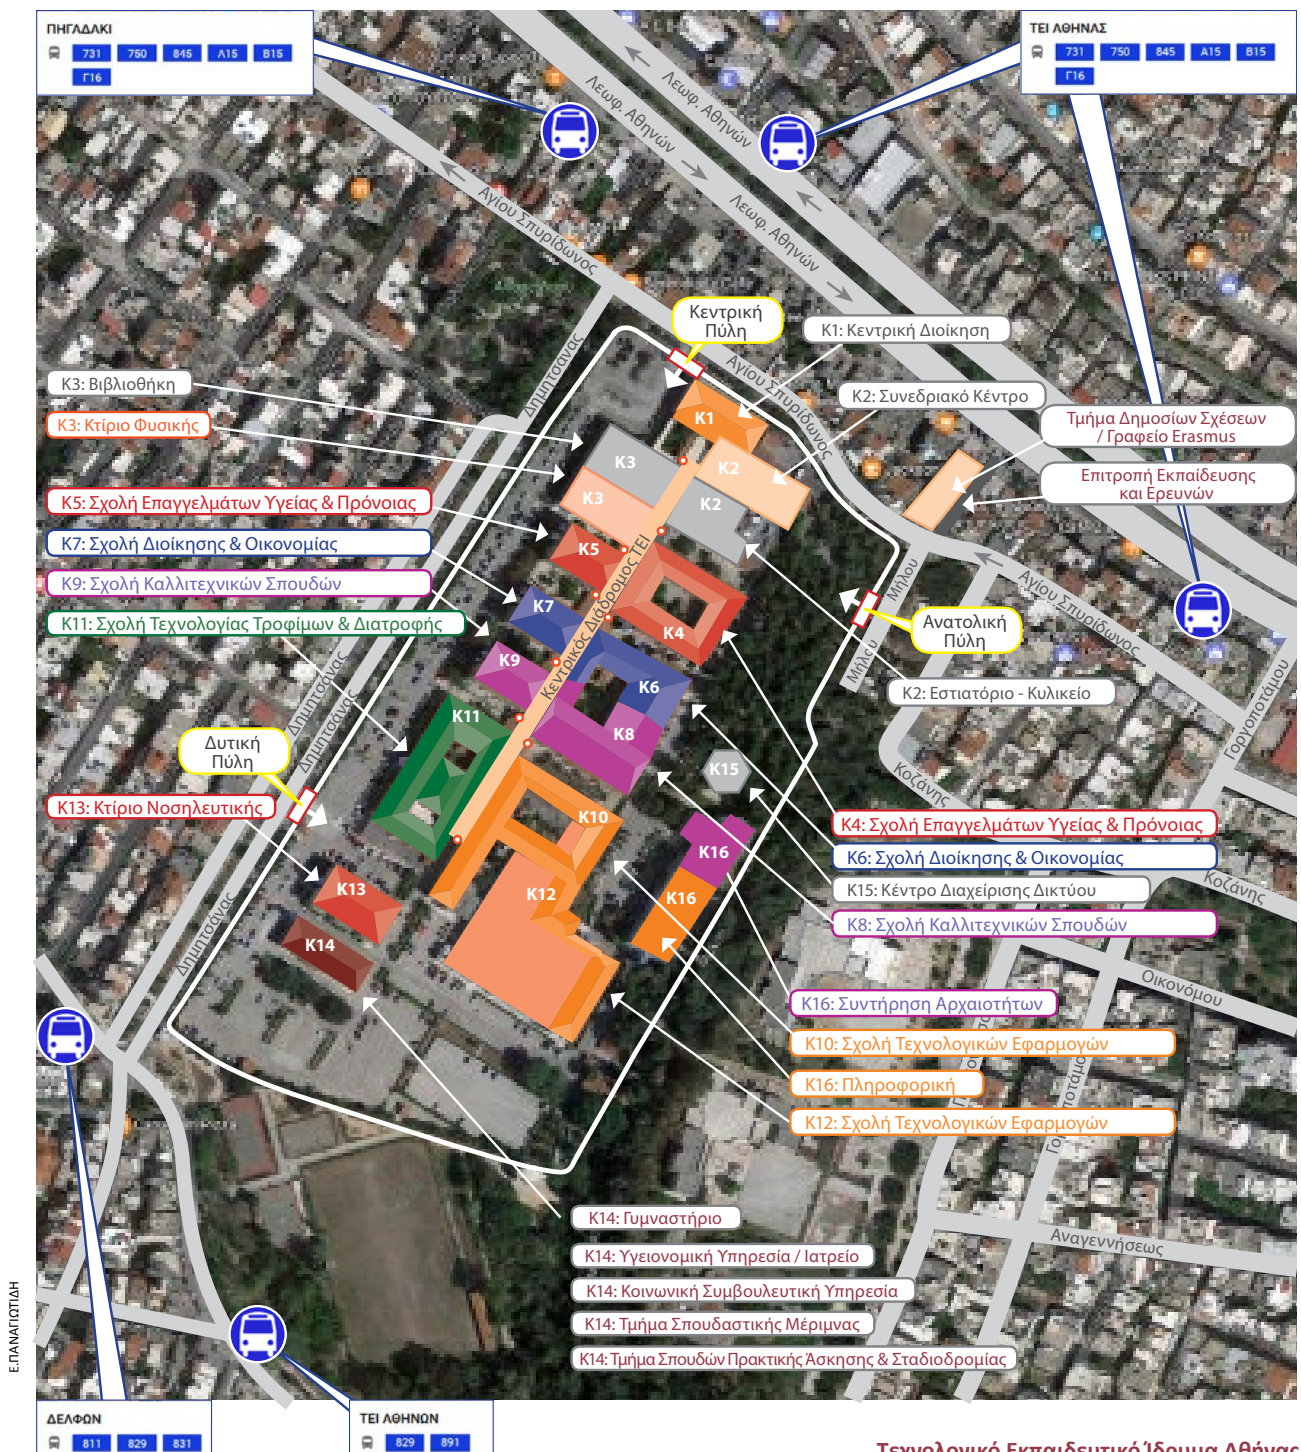 ΠΗΓΑΔΑΚΙ
731 750 845 Α15 Β15
Γ16
ΤΕΙ ΑΘΗΝΑΣ
731 750 845 Α15 Β15
Γ16
Λεωφ. Αθηνών
Λεωφ. Αθηνών
Λεωφ. Αθηνών
Αγίου Σπυρίδωνος
Κεντρική
Πύλη
Κ1: Κεντρική Διοίκηση
Αγίου Σπυρίδωνος
Δημητσάνας
Κ3: Βιβλιοθήκη
Κ2: Συνεδριακό Κέντρο
Κ3: Κτίριο Φυσικής
Τμήμα Δημοσίων Σχέσεων
/ Γραφείο Erasmus
Επιτροπή Εκπαίδευσης
και Ερευνών
Κ1
Κ3
Κ2
Κ3
Κ2
Κ5: Σχολή Επαγγελμάτων Υγείας & Πρόνοιας
Κ7: Σχολή Διοίκησης & Οικονομίας
Κ9: Σχολή Καλλιτεχνικών Σπουδών
Κ11: Σχολή Τεχνολογίας Τροφίμων & Διατροφής
Κ5
Κ7
Κ4
Κεντρικός Διάδρομος ΤΕΙ
Μήλου
Αγίου Σπυρίδωνος
Ανατολική
Πύλη
Μήλου
Κ9
Κ6
Κ2: Εστιατόριο - Κυλικείο
Γοργοποτάμου
Δημητσάνας
Δημητσάνας
Κ11
Κ8
Δυτική
Πύλη
Κ15
Κοζάνης
Κ13: Κτίριο Νοσηλευτικής
Κ10
Κ4: Σχολή Επαγγελμάτων Υγείας & Πρόνοιας
Κ6: Σχολή Διοίκησης & Οικονομίας
Κ15: Κέντρο Διαχείρισης Δικτύου
Κοζάνης
Κ8: Σχολή Καλλιτεχνικών Σπουδών
Κ16
Κ13
Κ12
Κ16
Δημητσάνας
Κ14
Οικονόμου
Κ16: Συντήρηση Αρχαιοτήτων
Κ10: Σχολή Τεχνολογικών Εφαρμογών
Κ16: Πληροφορική
Κ12: Σχολή Τεχνολογικών Εφαρμογών
Κ14: Γυμναστήριο
Αναγεννήσεως
Κ14: Υγειονομική Υπηρεσία / Ιατρείο
Κ14: Κοινωνική Συμβουλευτική Υπηρεσία
Κ14: Τμήμα Σπουδαστικής Μέριμνας
Κ14: Τμήμα Σπουδών Πρακτικής Άσκησης & Σταδιοδρομίας
Ε.ΠΑΝΑΓΙΩΤΙΔΗ
ΔΕΛΦΩΝ
811 829 831
ΤΕΙ ΑΘΗΝΩΝ
829 891
Τεχνολογικό Εκπαιδευτικό Ίδρυμα Αθήνας